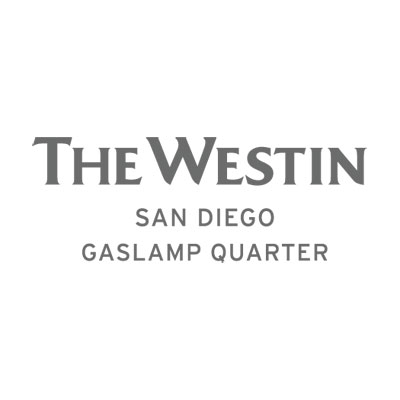 THE WESTIN
SAN DIEGO
GASLAMP QUARTER